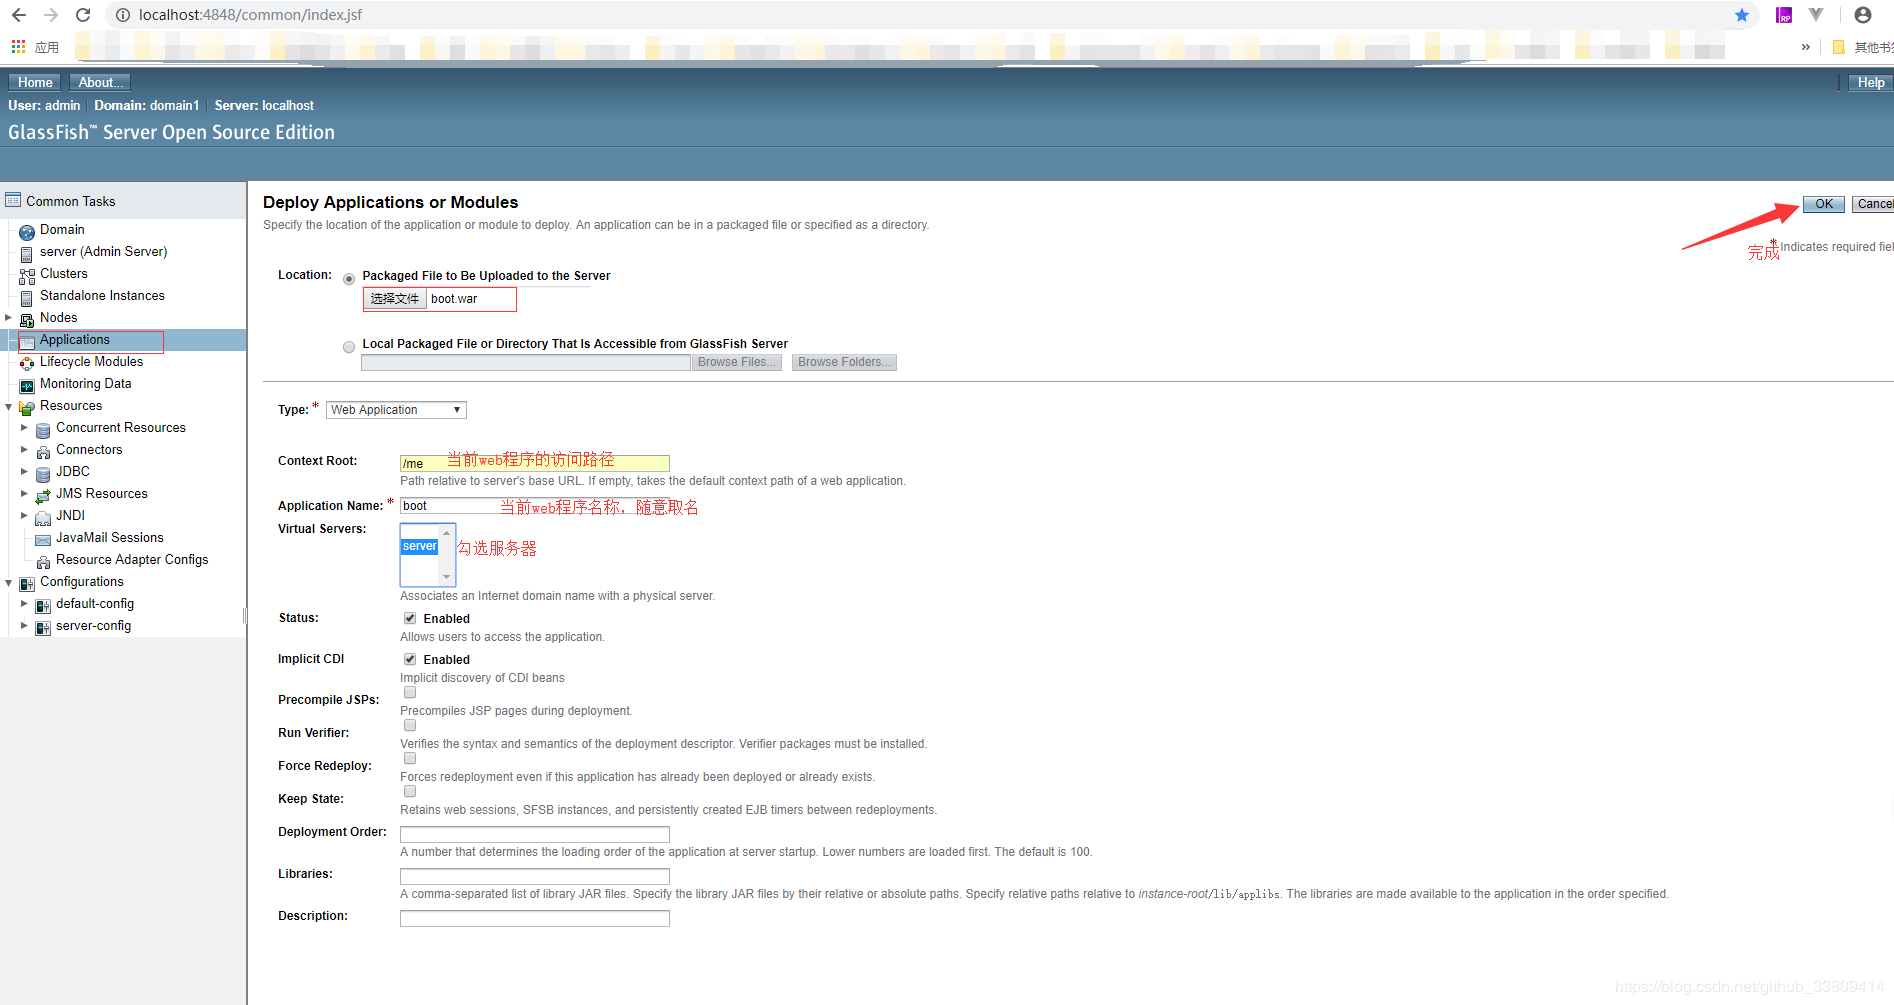 localhost:4848/common/index.jsf
RP
应用
»
其他书签
Home About... Help
User: admin Domain: domain1 Server: localhost
GlassFish™ Server Open Source Edition
Common Tasks
Domain
server (Admin Server)
Clusters
Standalone Instances
Nodes
Applications
Lifecycle Modules
Monitoring Data
Resources
Concurrent Resources
Connectors
JDBC
JMS Resources
JNDI
JavaMail Sessions
Resource Adapter Configs
Configurations
default-config
server-config
Deploy Applications or Modules
OK Cancel
Specify the location of the application or module to deploy. An application can be in a packaged file or specified as a directory.
完成
* Indicates required fiel
Location: Packaged File to Be Uploaded to the Server
选择文件 boot.war
Local Packaged File or Directory That Is Accessible from GlassFish Server
Browse Files... Browse Folders...
Type: * Web Application
Context Root: /me 当前web程序的访问路径
Path relative to server's base URL. If empty, takes the default context path of a web application.
Application Name: * boot 当前web程序名称，随意取名
Virtual Servers: server 勾选服务器
Associates an Internet domain name with a physical server.
Status: Enabled
Allows users to access the application.
Implicit CDI Enabled
Implicit discovery of CDI beans
Precompile JSPs:
Precompiles JSP pages during deployment.
Run Verifier:
Verifies the syntax and semantics of the deployment descriptor. Verifier packages must be installed.
Force Redeploy:
Forces redeployment even if this application has already been deployed or already exists.
Keep State:
Retains web sessions, SFSB instances, and persistently created EJB timers between redeployments.
Deployment Order:
A number that determines the loading order of the application at server startup. Lower numbers are loaded first. The default is 100.
Libraries:
A comma-separated list of library JAR files. Specify the library JAR files by their relative or absolute paths. Specify relative paths relative to instance-root/lib/applibs. The libraries are made available to the application in the order specified.
Description:
https://blog.csdn.net/github_33809414